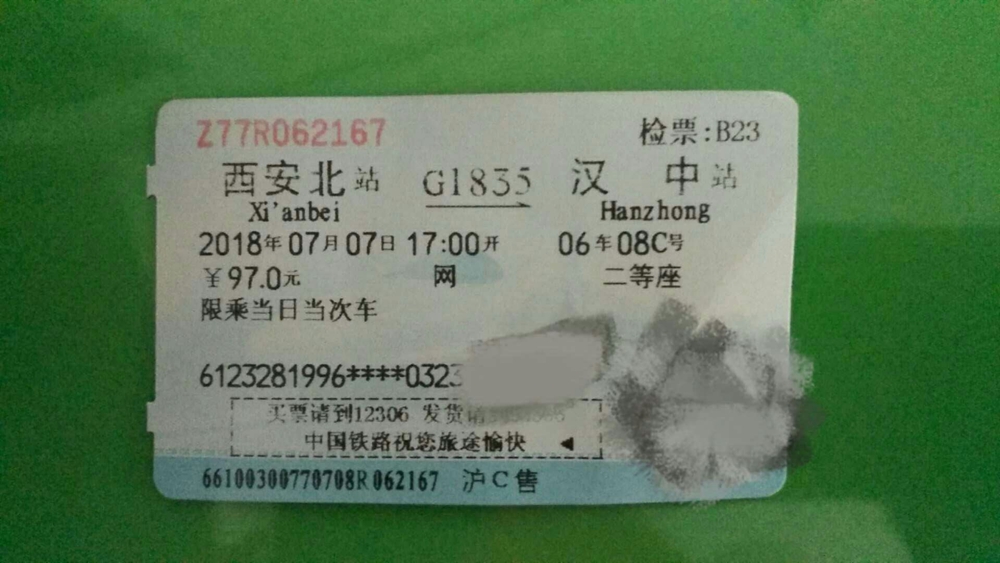 Z77R062167 检票:B23
西安北站 G1835 汉中站
Xi'anbei Hanzhong
2018年07月07日 17:00开 06车08C号
￥97.0元 网 二等座
限乘当日当次车
6123281996****0323
买票请到12306 发货请
中国铁路祝您旅途愉快 ◀
66100300770708R062167 沪C售